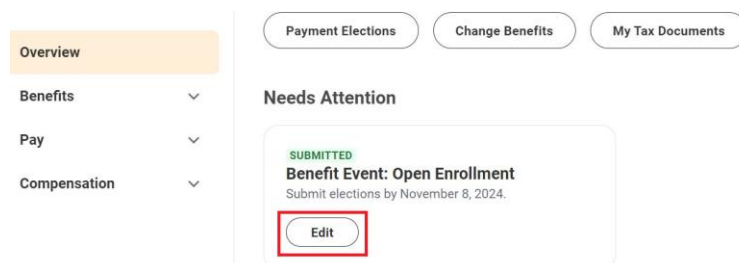 Payment Elections
Change Benefits
My Tax Documents
Overview
Benefits
Pay
Compensation
Needs Attention
SUBMITTED
Benefit Event: Open Enrollment
Submit elections by November 8, 2024.
Edit